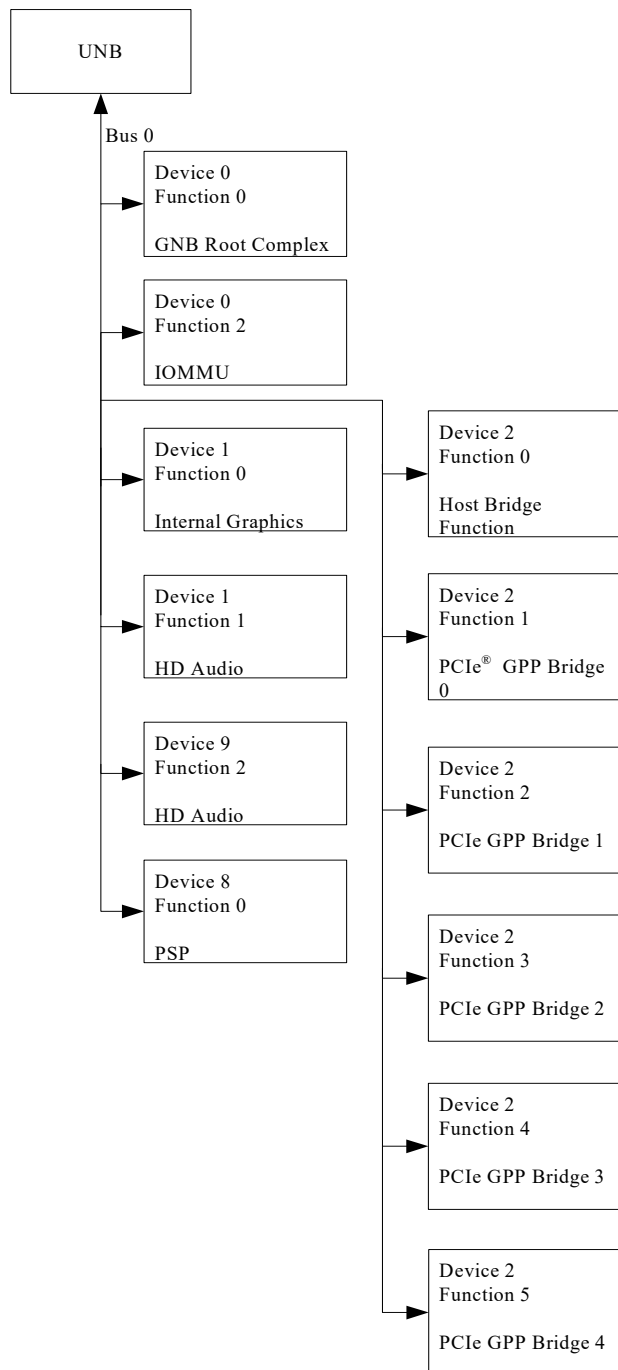 UNB
Bus 0
Device 0
Function 0
GNB Root Complex
Device 0
Function 2
IOMMU
Device 1
Function 0
Internal Graphics
Device 1
Function 1
HD Audio
Device 9
Function 2
HD Audio
Device 8
Function 0
PSP
Device 2
Function 0
Host Bridge
Function
Device 2
Function 1
PCIe® GPP Bridge
0
Device 2
Function 2
PCIe GPP Bridge 1
Device 2
Function 3
PCIe GPP Bridge 2
Device 2
Function 4
PCIe GPP Bridge 3
Device 2
Function 5
PCIe GPP Bridge 4